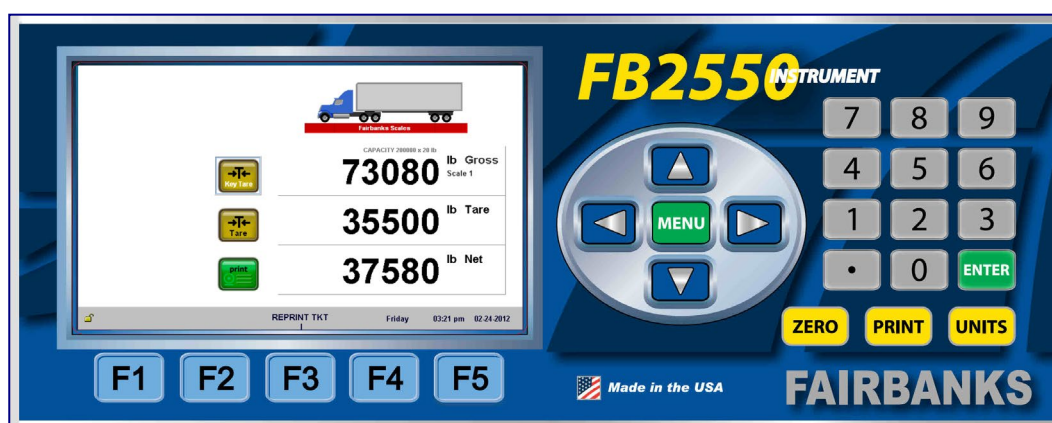 FB2550 INSTRUMENT
Fairbanks Scales
CAPACITY 200000 x 20 lb
73080 lb Gross
Scale 1
Key Tare
35500 lb Tare
Tare
37580 lb Net
print
REPRINT TKT Friday 03:21 pm 02-24-2012
F1 F2 F3 F4 F5
MENU
7 8 9
4 5 6
1 2 3
• 0 ENTER
ZERO PRINT UNITS
Made in the USA
FAIRBANKS